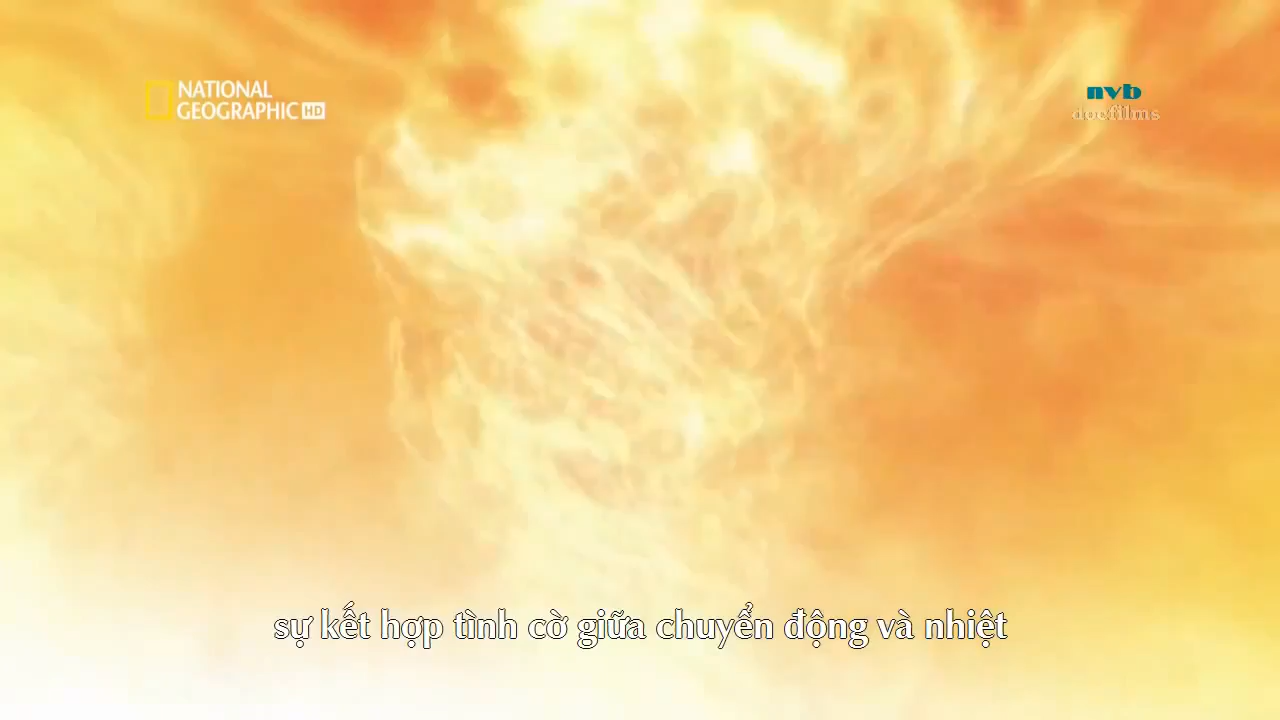 NATIONAL
GEOGRAPHIC HD
nvb
docfilms
sự kết hợp tình cờ giữa chuyển động và nhiệt